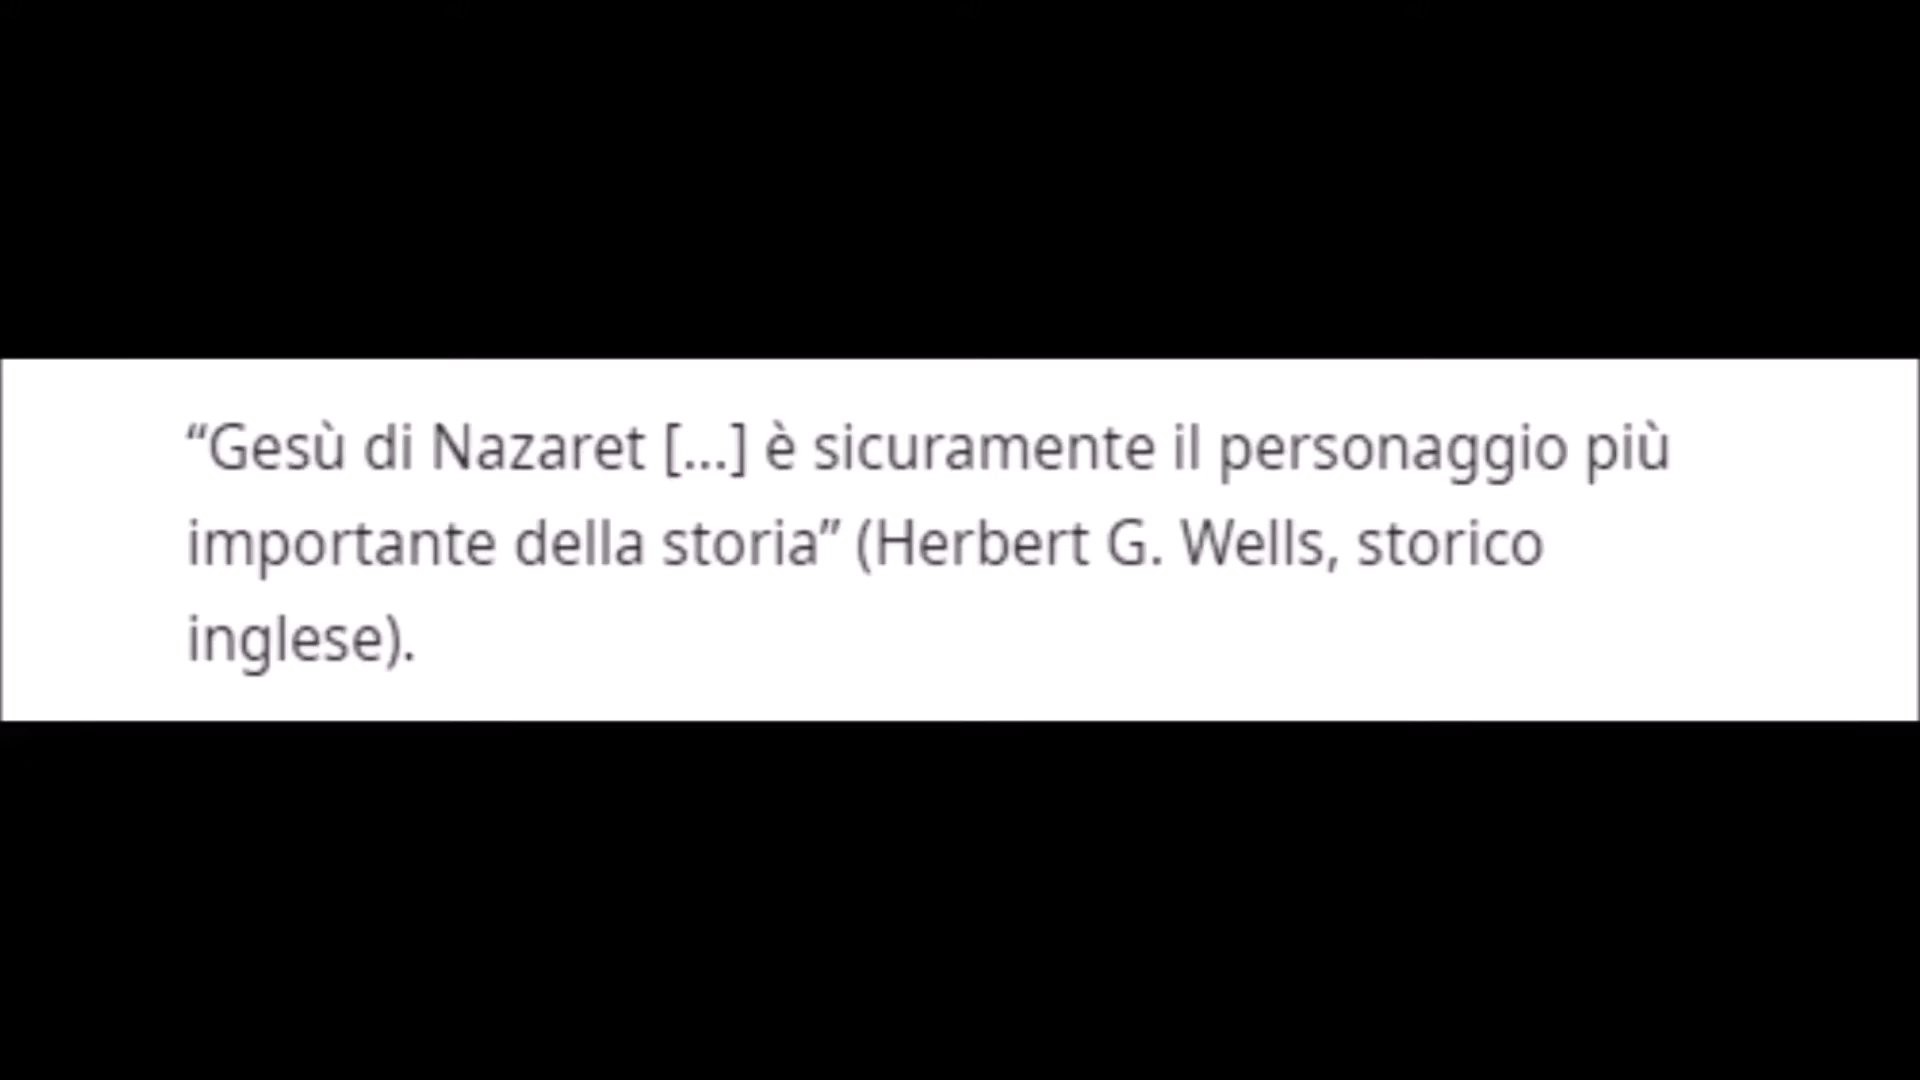 “Gesù di Nazaret [...] è sicuramente il personaggio più
importante della storia” (Herbert G. Wells, storico
inglese).